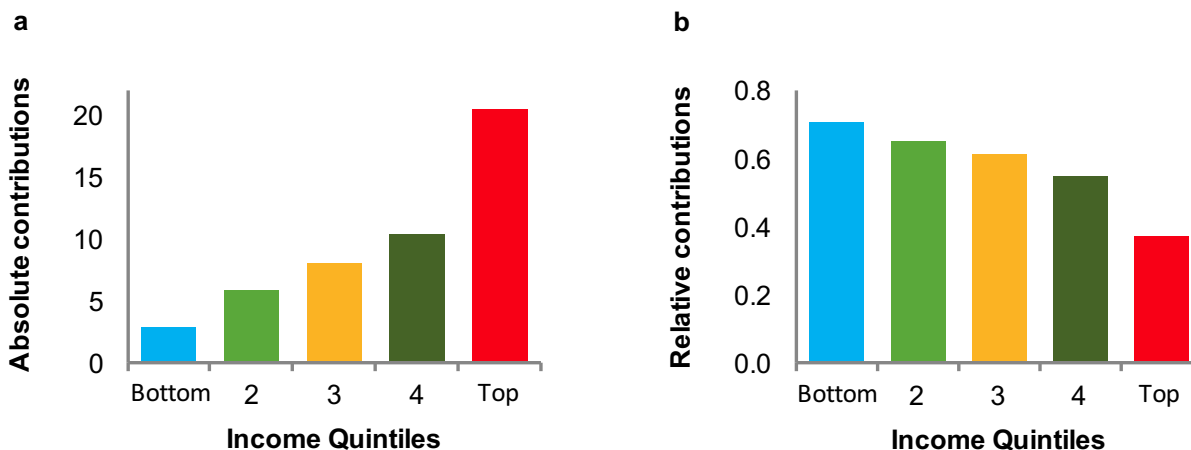 a
Absolute contributions
20
15
10
5
0
Bottom 2 3 4 Top
Income Quintiles
b
Relative contributions
0.8
0.6
0.4
0.2
0.0
Bottom 2 3 4 Top
Income Quintiles